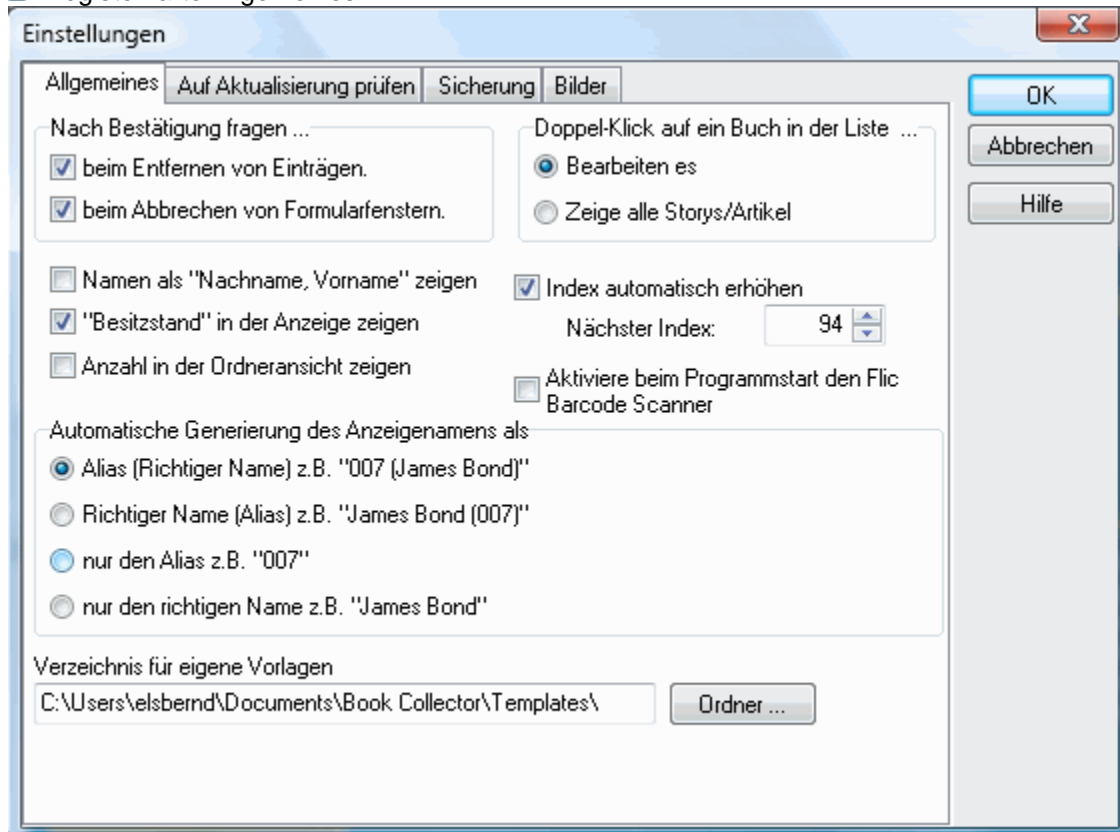 Einstellungen
Allgemeines
Auf Aktualisierung prüfen
Sicherung
Bilder
OK
Abbrechen
Hilfe
Nach Bestätigung fragen ...
beim Entfernen von Einträgen.
beim Abbrechen von Formularfenstern.
Doppel-Klick auf ein Buch in der Liste ...
Bearbeiten es
Zeige alle Storys/Artikel
Namen als "Nachname, Vorname" zeigen
"Besitzstand" in der Anzeige zeigen
Anzahl in der Ordneransicht zeigen
Index automatisch erhöhen
Nächster Index: 94
Aktiviere beim Programmstart den Flic
Barcode Scanner
Automatische Generierung des Anzeigenamens als
Alias (Richtiger Name) z.B. "007 (James Bond)"
Richtiger Name (Alias) z.B. "James Bond (007)"
nur den Alias z.B. "007"
nur den richtigen Name z.B. "James Bond"
Verzeichnis für eigene Vorlagen
C:\Users\elsbernd\Documents\Book Collector\Templates\
Ordner ...